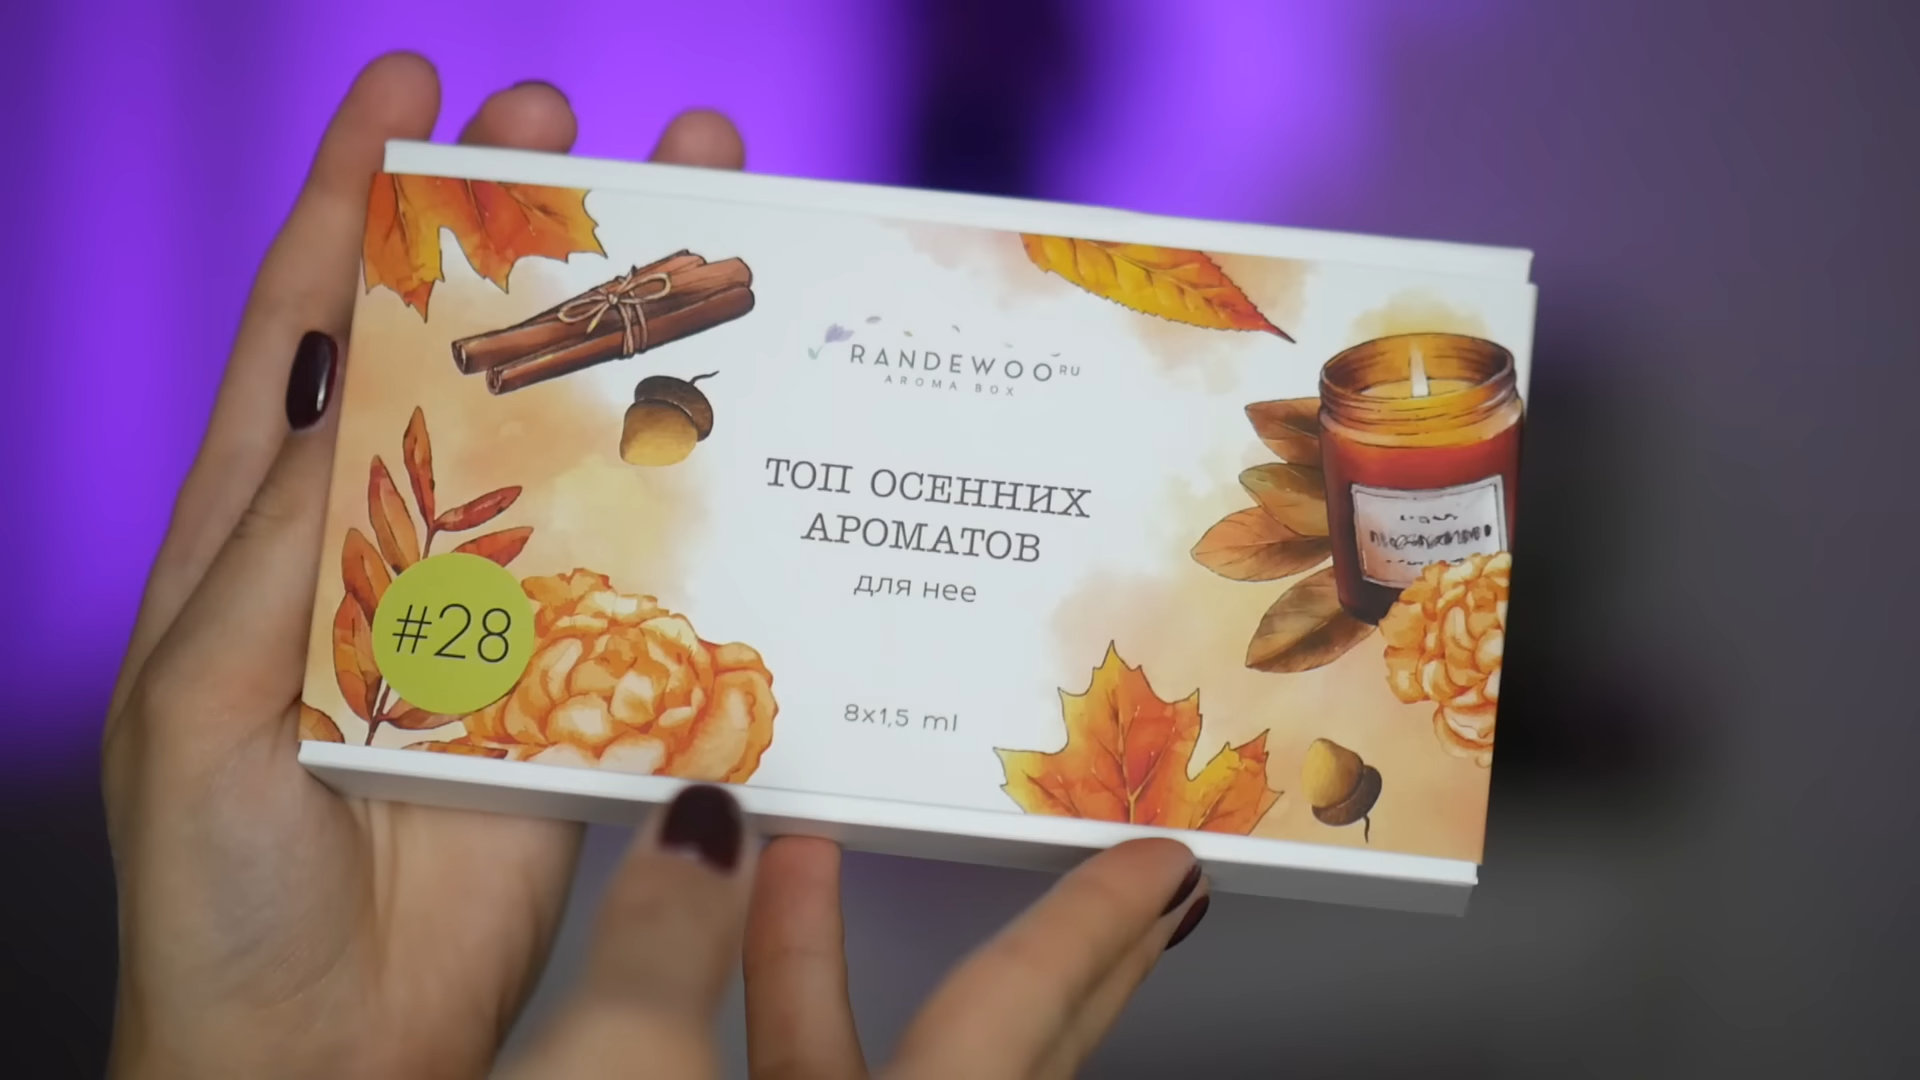 RANDEWOO RU
AROMA BOX
ТОП ОСЕННИХ
АРОМАТОВ
для нее
#28
8x1,5 ml